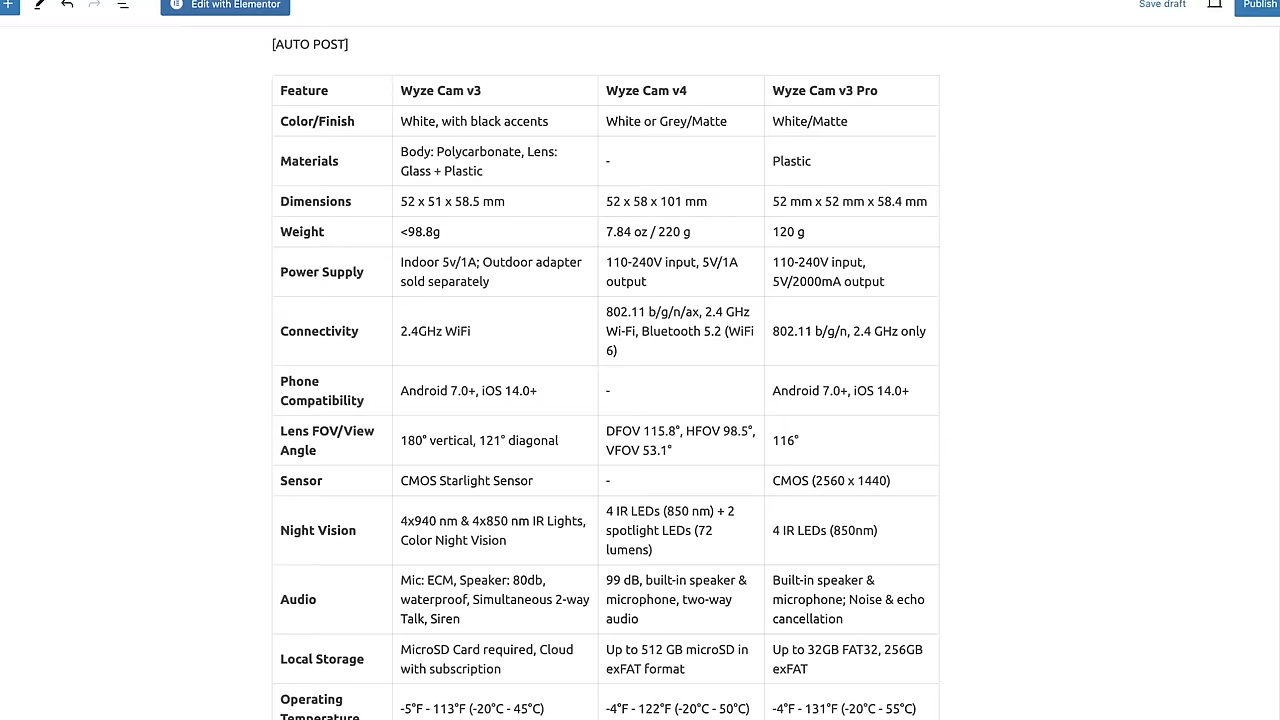 Edit with Elementor
Save draft
Publish
[AUTO POST]
Feature
Wyze Cam v3
Wyze Cam v4
Wyze Cam v3 Pro
Color/Finish
White, with black accents
White or Grey/Matte
White/Matte
Materials
Body: Polycarbonate, Lens:
Glass + Plastic
-
Plastic
Dimensions
52 x 51 x 58.5 mm
52 x 58 x 101 mm
52 mm x 52 mm x 58.4 mm
Weight
<98.8g
7.84 oz / 220 g
120 g
Power Supply
Indoor 5v/1A; Outdoor adapter
sold separately
110-240V input, 5V/1A
output
110-240V input,
5V/2000mA output
Connectivity
2.4GHz WiFi
802.11 b/g/n/ax, 2.4 GHz
Wi-Fi, Bluetooth 5.2 (WiFi
6)
802.11 b/g/n, 2.4 GHz only
Phone
Compatibility
Android 7.0+, iOS 14.0+
-
Android 7.0+, iOS 14.0+
Lens FOV/View
Angle
180° vertical, 121° diagonal
DFOV 115.8°, HFOV 98.5°,
VFOV 53.1°
116°
Sensor
CMOS Starlight Sensor
-
CMOS (2560 x 1440)
Night Vision
4x940 nm & 4x850 nm IR Lights,
Color Night Vision
4 IR LEDs (850 nm) + 2
spotlight LEDs (72
lumens)
4 IR LEDs (850nm)
Audio
Mic: ECM, Speaker: 80db,
waterproof, Simultaneous 2-way
Talk, Siren
99 dB, built-in speaker &
microphone, two-way
audio
Built-in speaker &
microphone; Noise & echo
cancellation
Local Storage
MicroSD Card required, Cloud
with subscription
Up to 512 GB microSD in
exFAT format
Up to 32GB FAT32, 256GB
exFAT
Operating
Temperature
-5°F - 113°F (-20°C - 45°C)
-4°F - 122°F (-20°C - 50°C)
-4°F - 131°F (-20°C - 55°C)